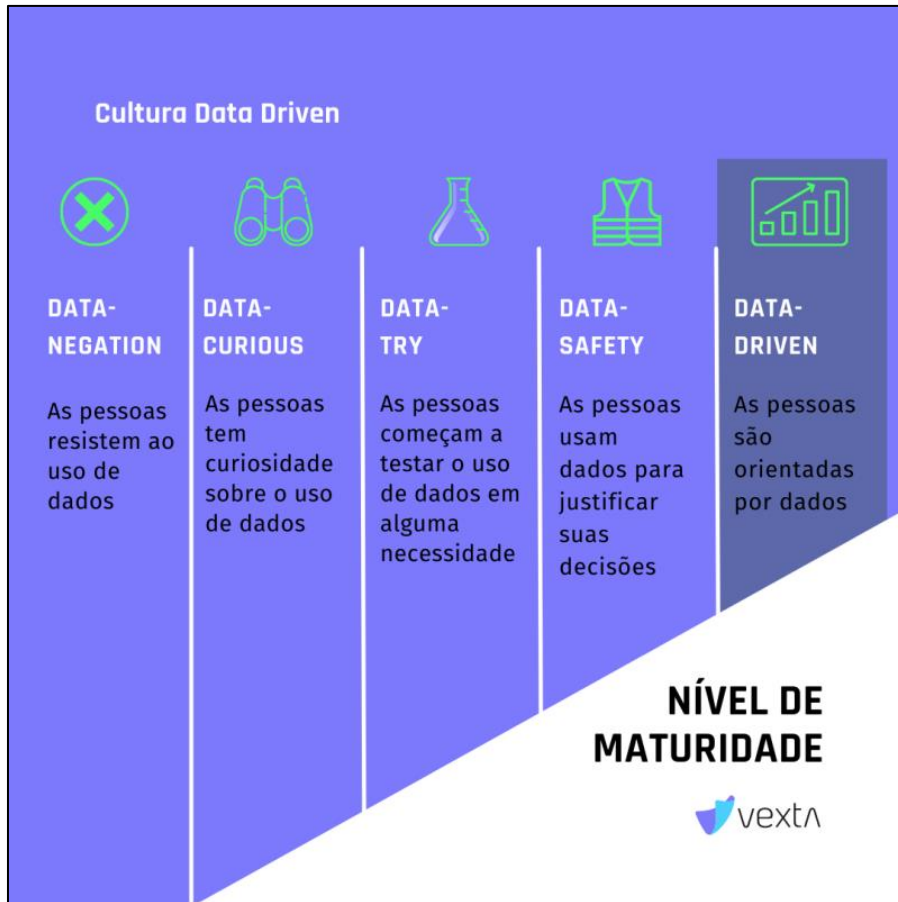 Cultura Data Driven
DATA-
NEGATION
As pessoas
resistem ao
uso de
dados
DATA-
CURIOUS
As pessoas
tem
curiosidade
sobre o uso
de dados
DATA-
TRY
As pessoas
começam a
testar o uso
de dados em
alguma
necessidade
DATA-
SAFETY
As pessoas
usam
dados para
justificar
suas
decisões
DATA-
DRIVEN
As pessoas
são
orientadas
por dados
NÍVEL DE
MATURIDADE
vexta